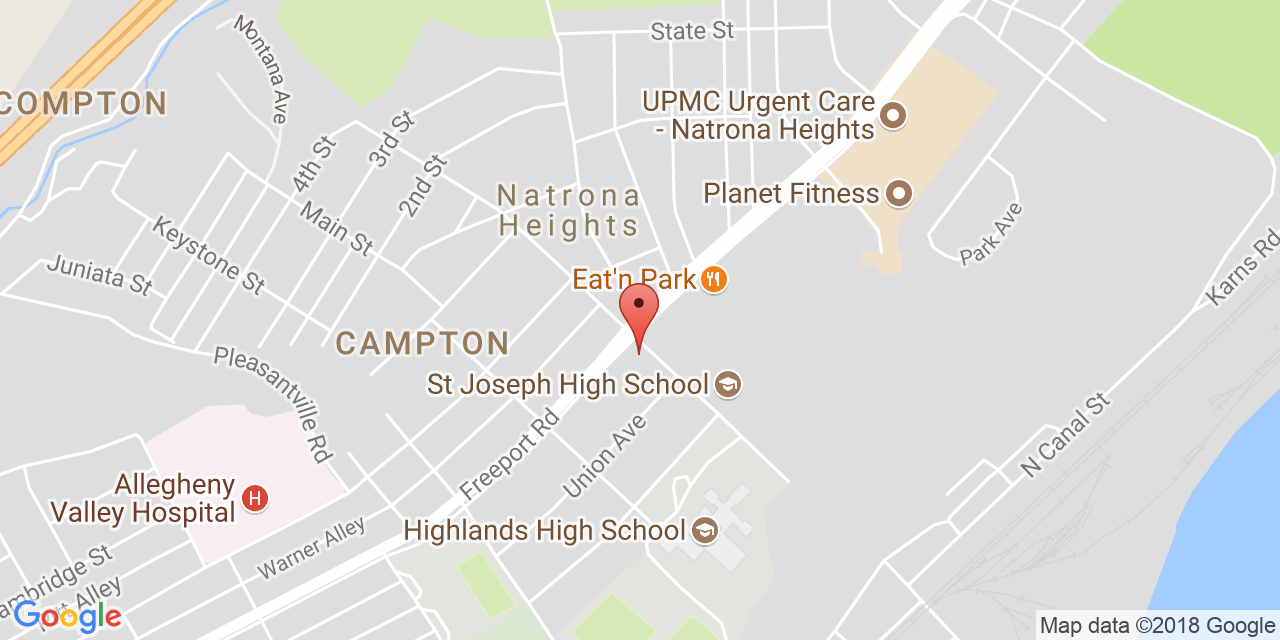 State St
Montana Ave
COMPTON
UPMC Urgent Care
- Natrona Heights
3rd St
4th St
2nd St
Natrona
Heights
Planet Fitness
Main St
Keystone St
Park Ave
Juniata St
Eat'n Park
Karns Rd
CAMPTON
Pleasantville Rd
St Joseph High School
Freeport Rd
Union Ave
N Canal St
Allegheny
Valley Hospital
H
Highlands High School
Warner Alley
Alley
Google
Map data ©2018 Google